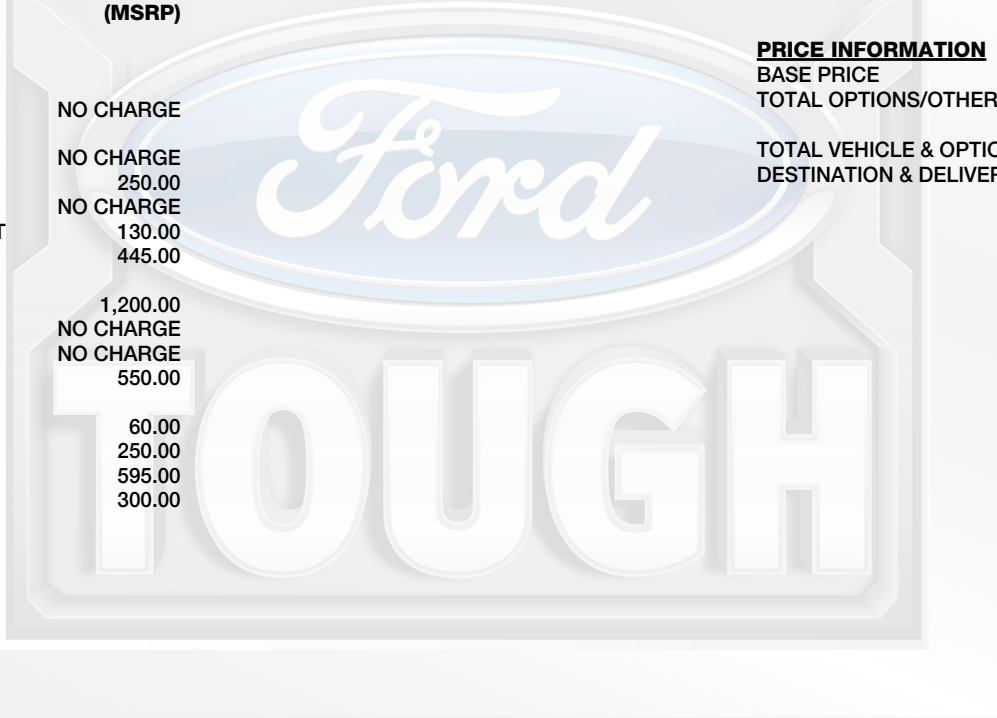 (MSRP)
NO CHARGE
NO CHARGE
250.00
NO CHARGE
T
130.00
445.00
1,200.00
NO CHARGE
NO CHARGE
550.00
60.00
250.00
595.00
300.00
PRICE INFORMATION
BASE PRICE
TOTAL OPTIONS/OTHER
TOTAL VEHICLE & OPTIO
DESTINATION & DELIVER
Ford
TOUGH